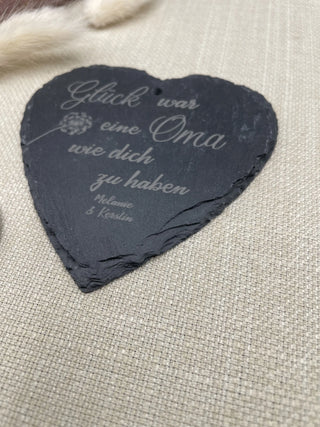 Glück war
eine Oma
wie dich
zu haben
Melanie
& Kerstin